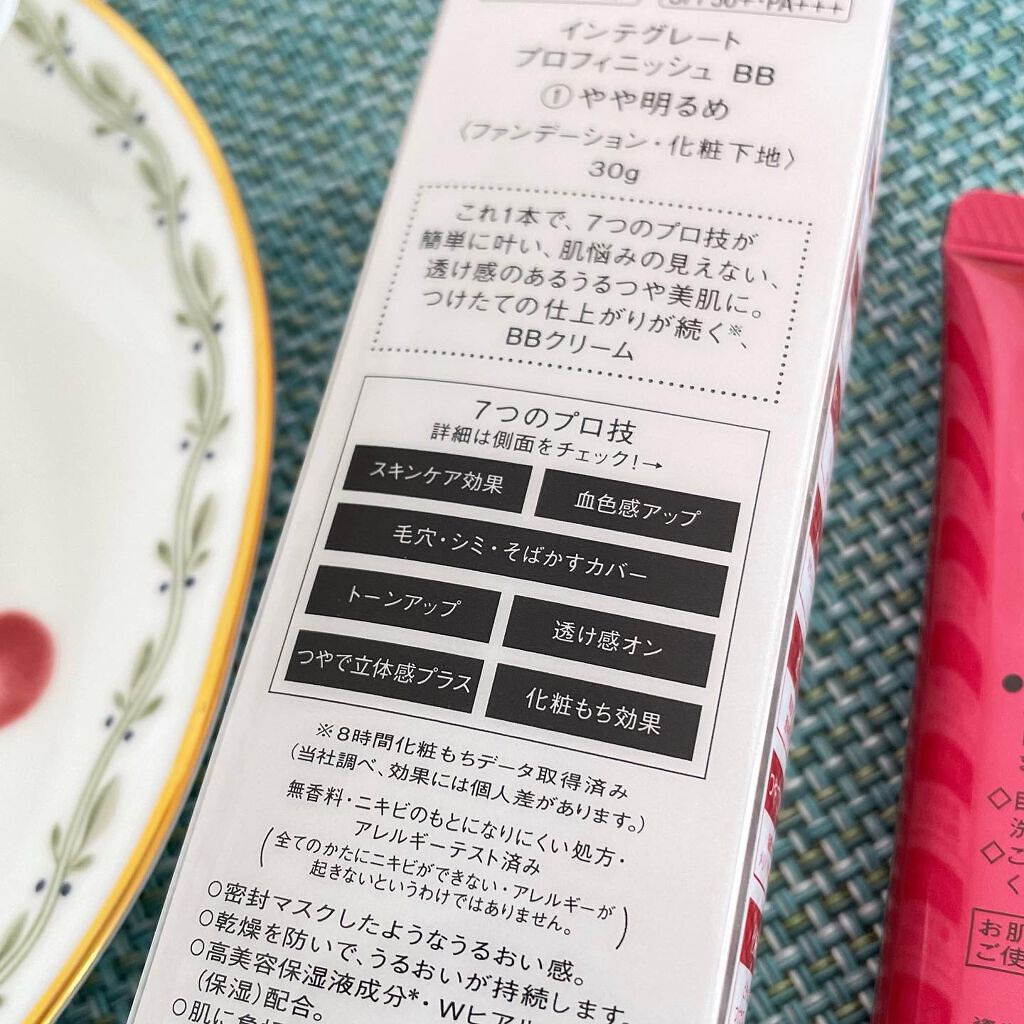 PA+++
インテグレート
プロフィニッシュ BB
① やや明るめ
〈ファンデーション・化粧下地〉
30g
これ1本で、7つのプロ技が
簡単に叶い、肌悩みの見えない、
透け感のあるうるつや美肌に。
つけたての仕上がりが続く※、
BBクリーム
7つのプロ技
詳細は側面をチェック!→
スキンケア効果
血色感アップ
毛穴・シミ・そばかすカバー
トーンアップ
透け感オン
つやで立体感プラス
化粧もち効果
※8時間化粧もちデータ取得済み
(当社調べ、効果には個人差があります。)
無香料・ニキビのもとになりにくい処方・
アレルギーテスト済み
(全てのかたにニキビができない・アレルギーが
起きないというわけではありません。)
○密封マスクしたようなうるおい感。
○乾燥を防いで、うるおいが持続します。
○高美容保湿液成分*・Wヒアル
(保湿)配合。
○肌に
お肌
ご使